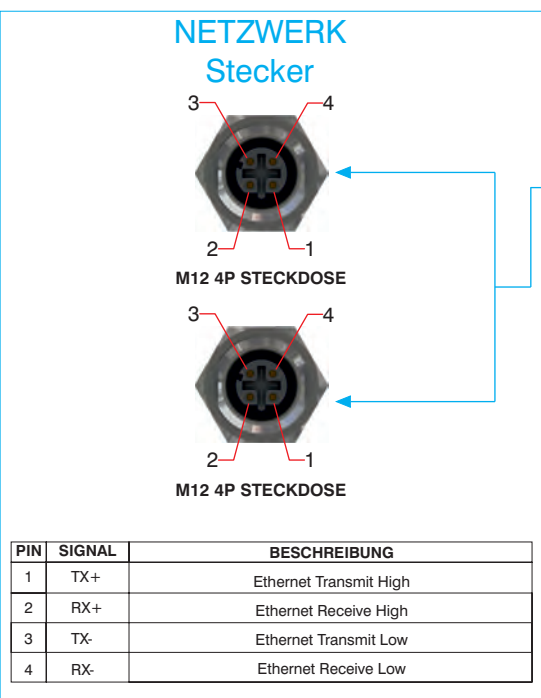 NETZWERK
Stecker
3 4
2 1
M12 4P STECKDOSE
3 4
2 1
M12 4P STECKDOSE
PIN SIGNAL BESCHREIBUNG
1 TX+ Ethernet Transmit High
2 RX+ Ethernet Receive High
3 TX- Ethernet Transmit Low
4 RX- Ethernet Receive Low